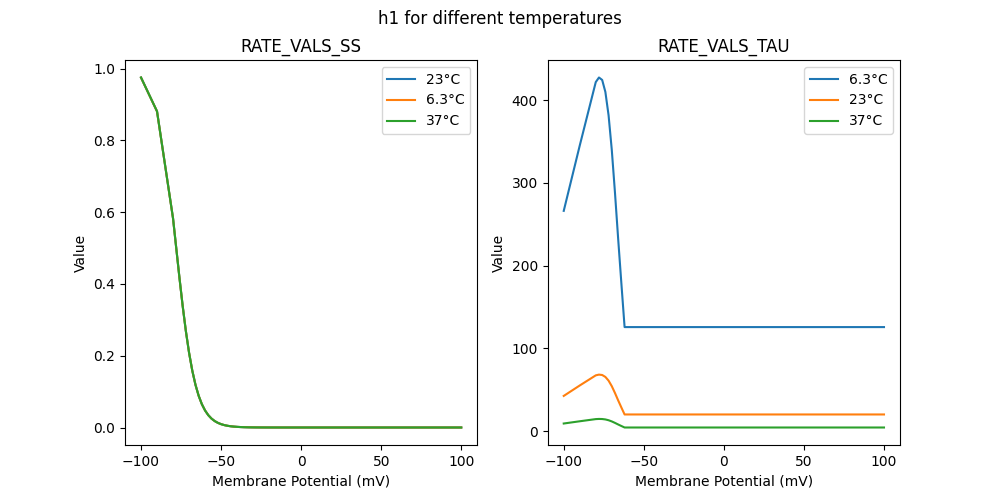 h1 for different temperatures
RATE_VALS_SS
1.0
0.8
0.6
0.4
0.2
0.0
Value
−100
−50
0
50
100
Membrane Potential (mV)
23°C
6.3°C
37°C
RATE_VALS_TAU
400
300
200
100
0
Value
−100
−50
0
50
100
Membrane Potential (mV)
6.3°C
23°C
37°C